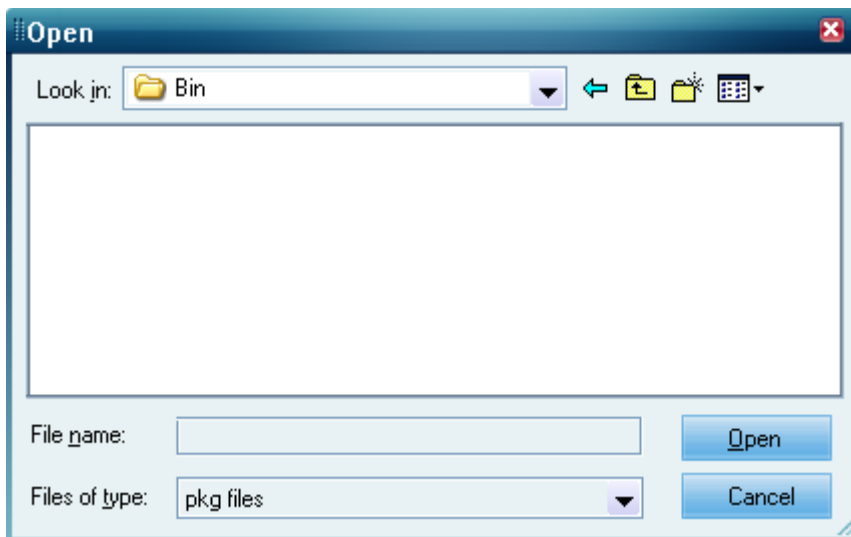 Open
Look in: Bin
File name:
Open
Files of type: pkg files
Cancel